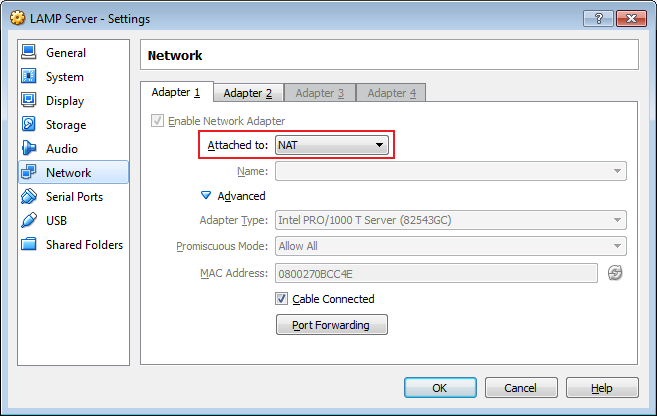 LAMP Server - Settings
General
System
Display
Storage
Audio
Network
Serial Ports
USB
Shared Folders
Network
Adapter 1 Adapter 2 Adapter 3 Adapter 4
Enable Network Adapter
Attached to: NAT
Name:
Advanced
Adapter Type: Intel PRO/1000 T Server (82543GC)
Promiscuous Mode: Allow All
MAC Address: 0800270BCC4E
Cable Connected
Port Forwarding
OK Cancel Help